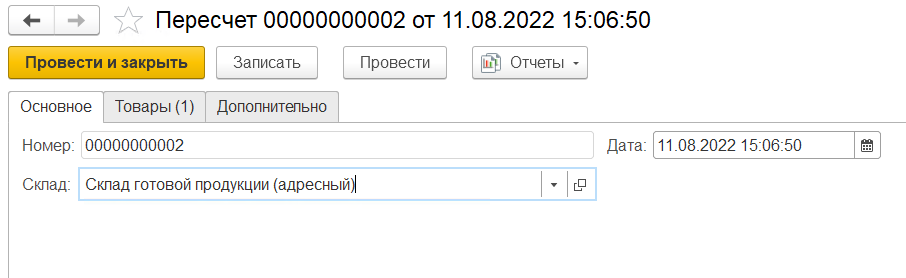 Пересчет 00000000002 от 11.08.2022 15:06:50
Провести и закрыть Записать Провести Отчеты
Основное Товары (1) Дополнительно
Номер: 00000000002 Дата: 11.08.2022 15:06:50
Склад: Склад готовой продукции (адресный)